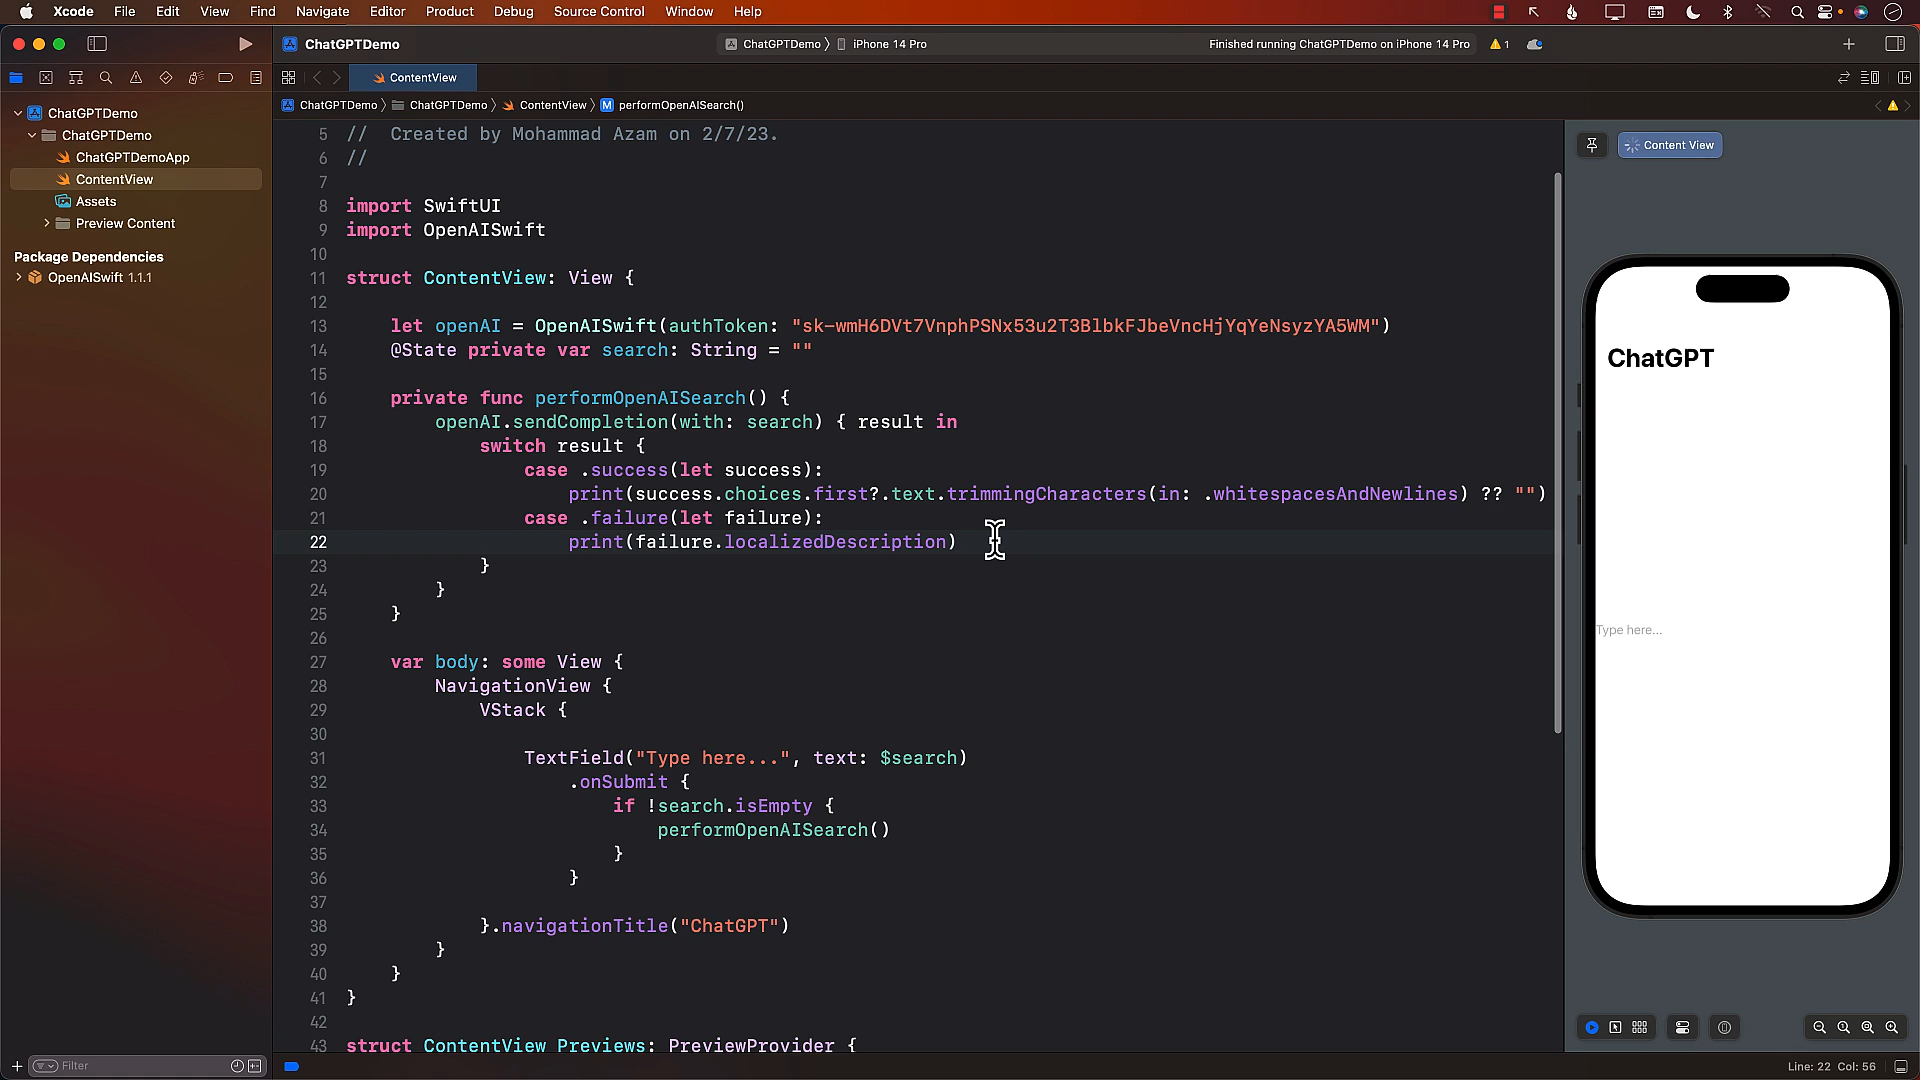 Xcode File Edit View Find Navigate Editor Product Debug Source Control Window Help
ChatGPTDemo
ChatGPTDemo iPhone 14 Pro
Finished running ChatGPTDemo on iPhone 14 Pro
1
ContentView
ChatGPTDemo
ChatGPTDemo
ChatGPTDemoApp
ContentView
Assets
Preview Content
Package Dependencies
OpenAISwift 1.1.1
Filter
ChatGPTDemo ChatGPTDemo ContentView M performOpenAISearch()
5 //  Created by Mohammad Azam on 2/7/23.
6 //
7
8 import SwiftUI
9 import OpenAISwift
10
11 struct ContentView: View {
12
13 let openAI = OpenAISwift(authToken: "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")
14 @State private var search: String = ""
15
16 private func performOpenAISearch() {
17 openAI.sendCompletion(with: search) { result in
18 switch result {
19 case .success(let success):
20 print(success.choices.first?.text.trimmingCharacters(in: .whitespacesAndNewlines) ?? "")
21 case .failure(let failure):
22 print(failure.localizedDescription)
23 }
24 }
25 }
26
27 var body: some View {
28 NavigationView {
29 VStack {
30
31 TextField("Type here...", text: $search)
32 .onSubmit {
33 if !search.isEmpty {
34 performOpenAISearch()
35 }
36 }
37
38 }.navigationTitle("ChatGPT")
39 }
40 }
41 }
42
43 struct ContentView_Previews: PreviewProvider {
Content View
ChatGPT
Type here...
Line: 22 Col: 56